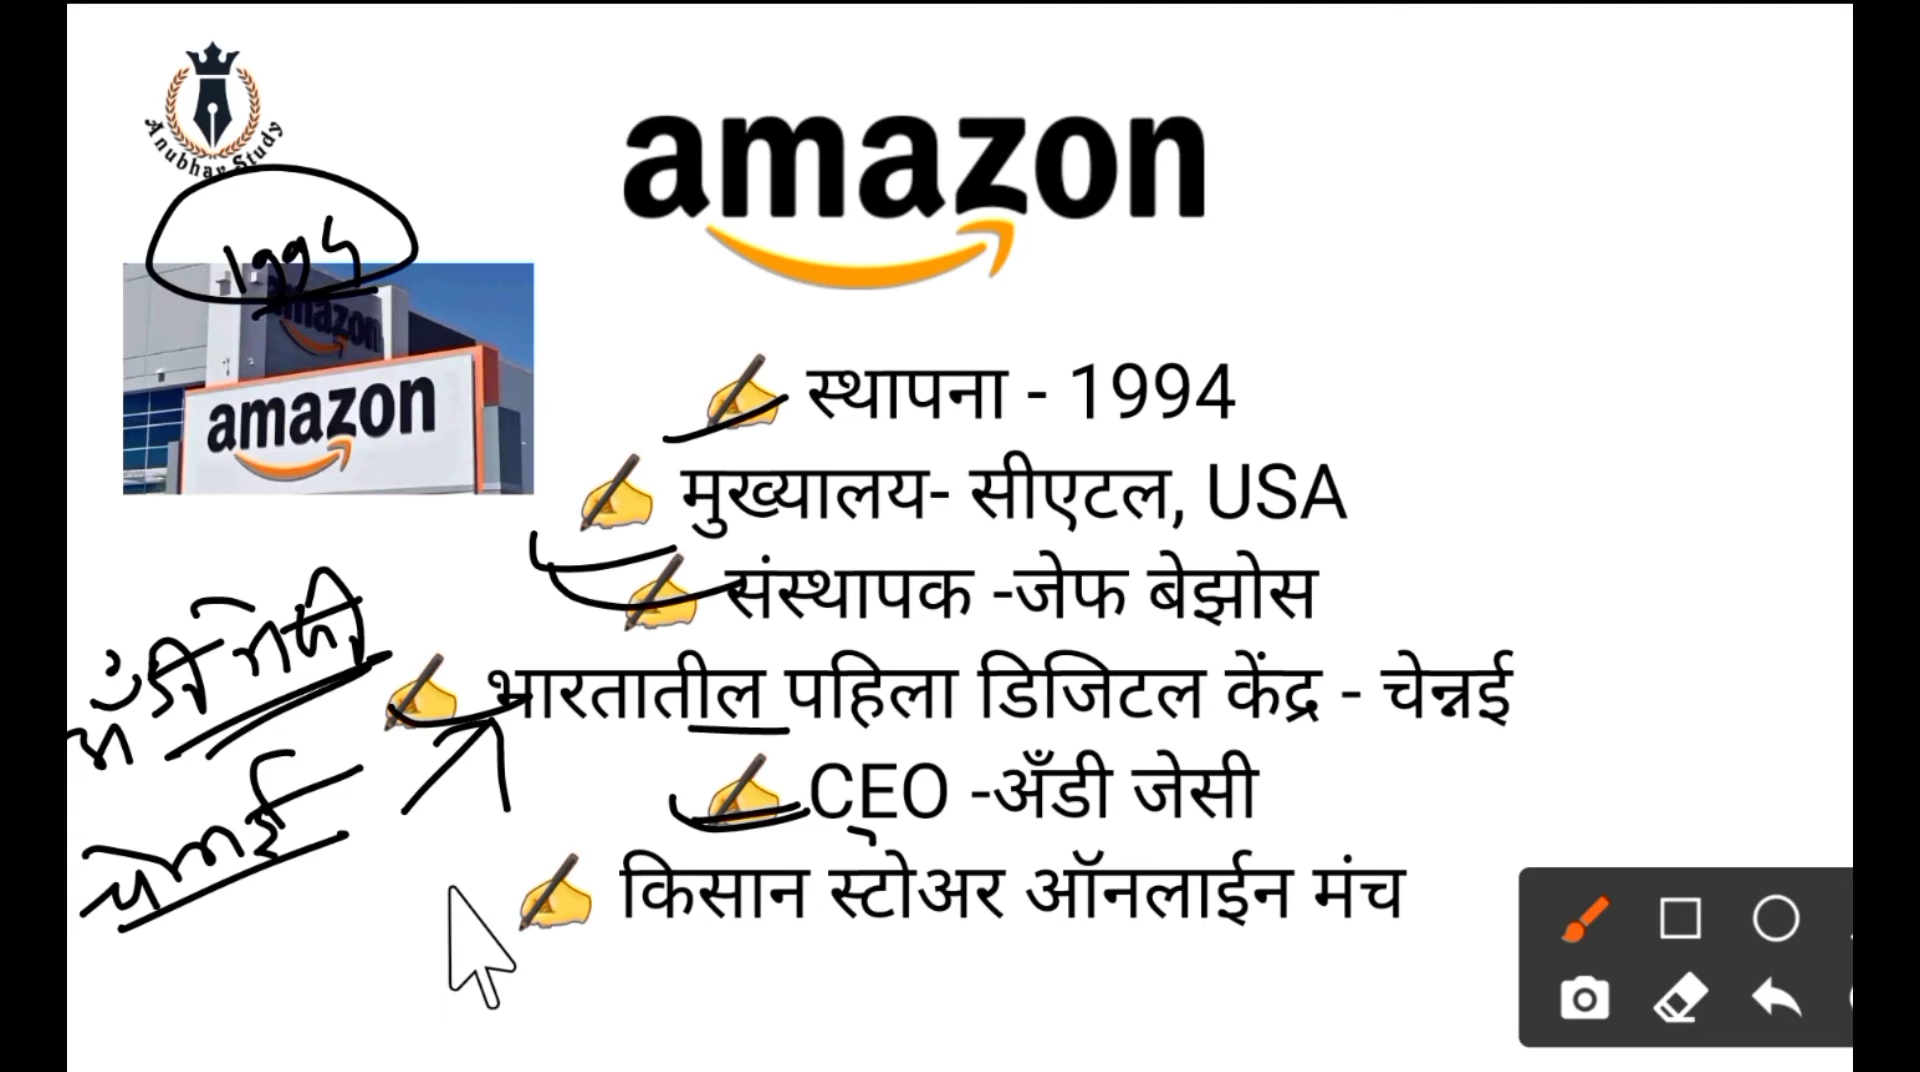 Anubhav Study
amazon
1994
amazon
amazon
✍ स्थापना - 1994
✍ मुख्यालय- सीएटल, USA
✍ संस्थापक -जेफ बेझोस
✍ भारतातील पहिला डिजिटल केंद्र - चेन्नई
✍ CEO -अँडी जेसी
✍ किसान स्टोअर ऑनलाईन मंच